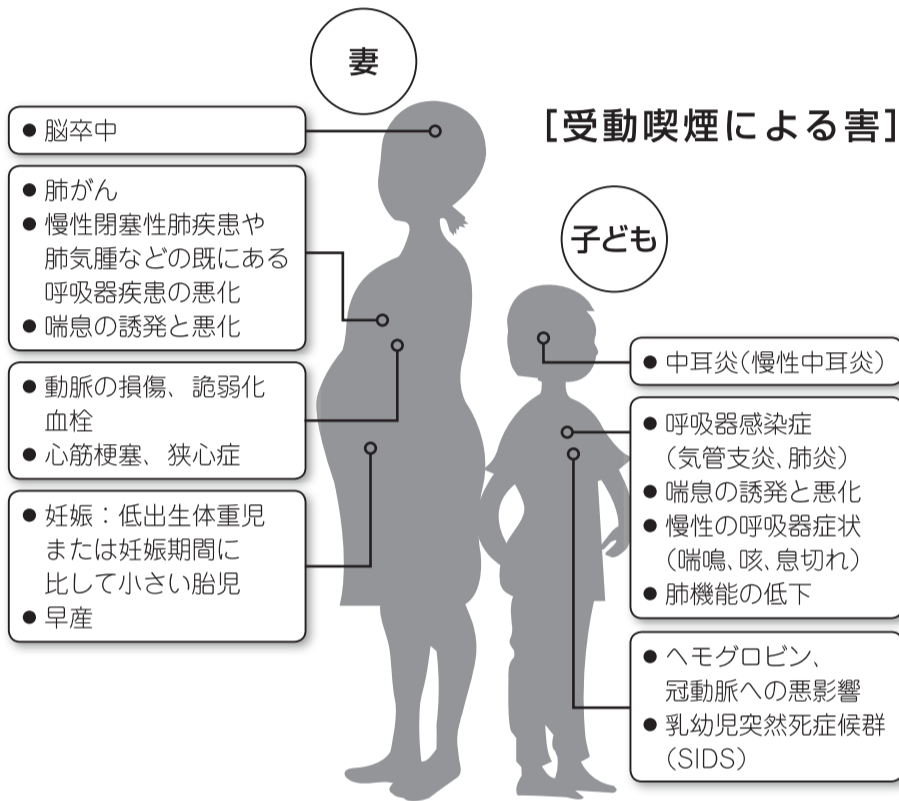 妻
[受動喫煙による害]
● 脳卒中
● 肺がん
● 慢性閉塞性肺疾患や
肺気腫などの既にある
呼吸器疾患の悪化
● 喘息の誘発と悪化
● 動脈の損傷、詭弱化
血栓
● 心筋梗塞、狭心症
● 妊娠：低出生体重児
または妊娠期間に
比して小さい胎児
● 早産
子ども
● 中耳炎(慢性中耳炎)
● 呼吸器感染症
（気管支炎、肺炎）
● 喘息の誘発と悪化
● 慢性の呼吸器症状
（喘鳴、咳、息切れ）
● 肺機能の低下
● ヘモグロビン、
冠動脈への悪影響
● 乳幼児突然死症候群
（SIDS）